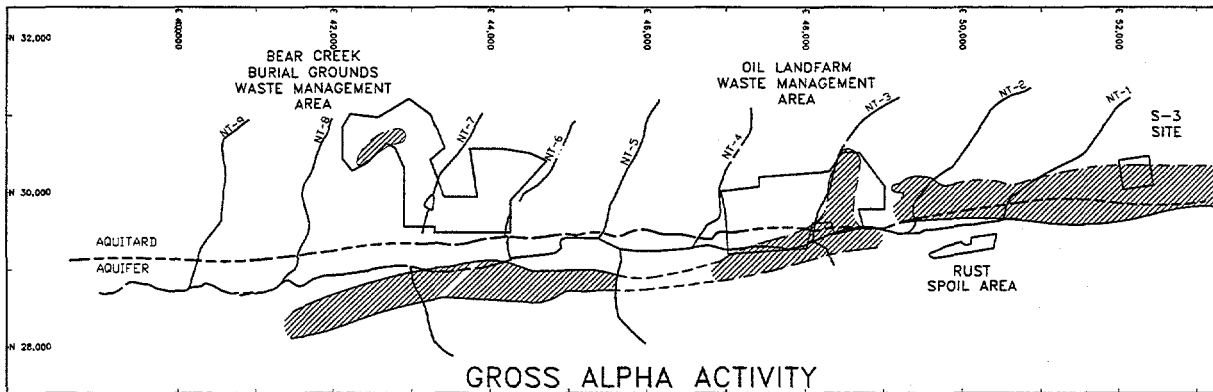 E 40,000
E 42,000
E 44,000
E 46,000
E 48,000
E 50,000
E 52,000
N 32,000
BEAR CREEK
BURIAL GROUNDS
WASTE MANAGEMENT
AREA
OIL LANDFARM
WASTE MANAGEMENT
AREA
NT-9
NT-8
NT-7
NT-6
NT-5
NT-4
NT-3
NT-2
NT-1
S-3
SITE
N 30,000
AQUITARD
AQUIFER
RUST
SPOIL AREA
N 28,000
GROSS ALPHA ACTIVITY